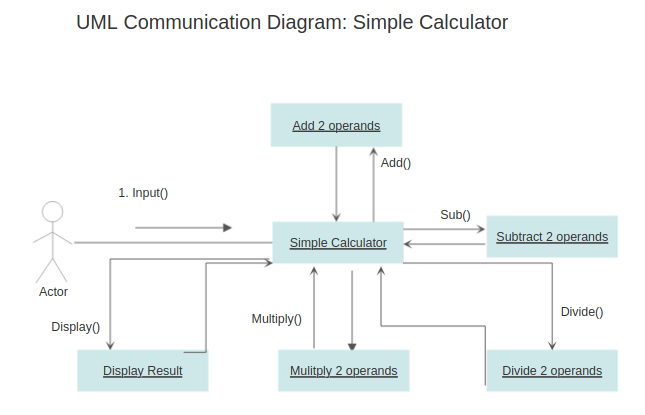 UML Communication Diagram: Simple Calculator
Add 2 operands
Add()
1. Input()
Sub()
Simple Calculator
Subtract 2 operands
Actor
Display()
Multiply()
Divide()
Display Result
Mulitply 2 operands
Divide 2 operands